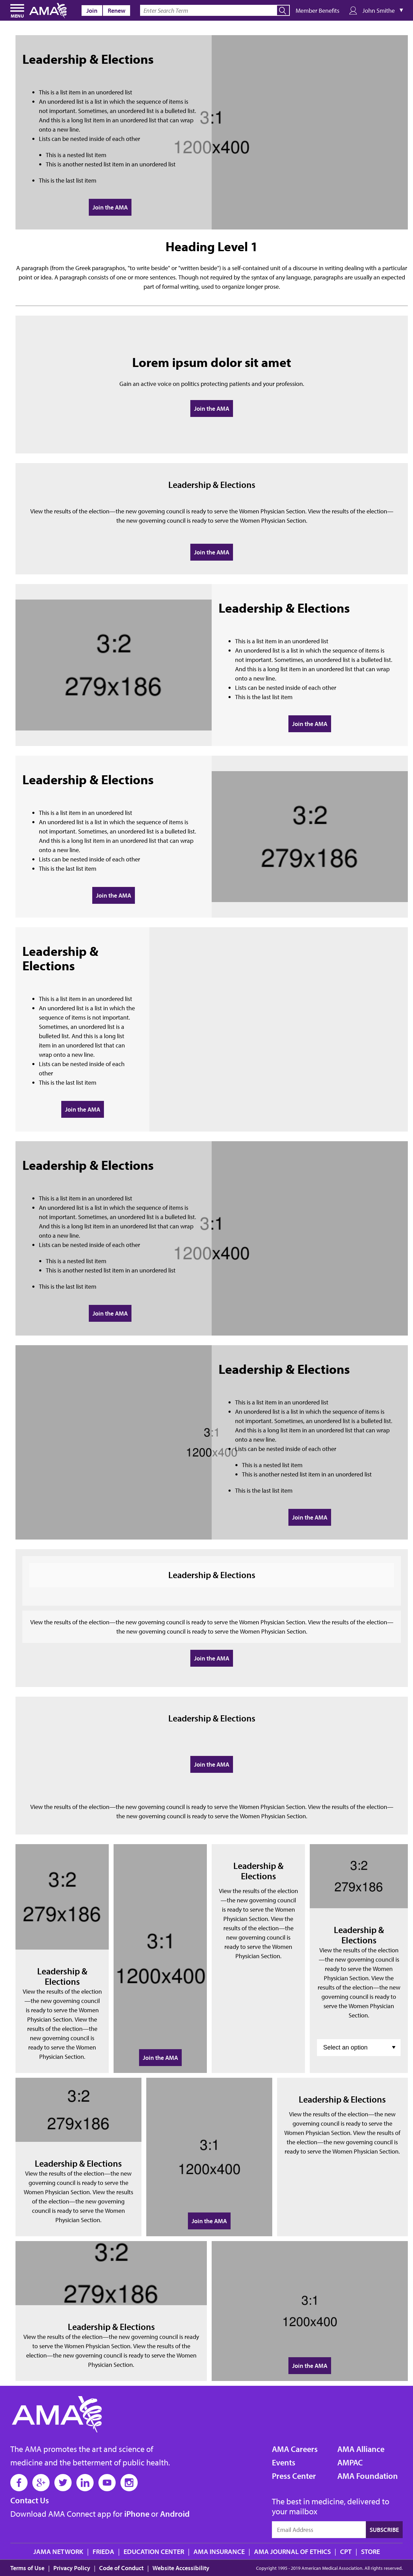 MENU
AMA
Join
Renew
Enter Search Term
Member Benefits
John Smithe
Leadership & Elections
This is a list item in an unordered list
An unordered list is a list in which the sequence of items is
not important. Sometimes, an unordered list is a bulleted list.
And this is a long list item in an unordered list that can wrap
onto a new line.
Lists can be nested inside of each other
This is a nested list item
This is another nested list item in an unordered list
This is the last list item
Join the AMA
3:1
1200x400
Heading Level 1
A paragraph (from the Greek paragraphos, "to write beside" or "written beside") is a self-contained unit of a discourse in writing dealing with a particular
point or idea. A paragraph consists of one or more sentences. Though not required by the syntax of any language, paragraphs are usually an expected
part of formal writing, used to organize longer prose.
Lorem ipsum dolor sit amet
Gain an active voice on politics protecting patients and your profession.
Join the AMA
Leadership & Elections
View the results of the election—the new governing council is ready to serve the Women Physician Section. View the results of the election—
the new governing council is ready to serve the Women Physician Section.
Join the AMA
3:2
279x186
Leadership & Elections
This is a list item in an unordered list
An unordered list is a list in which the sequence of items is
not important. Sometimes, an unordered list is a bulleted list.
And this is a long list item in an unordered list that can wrap
onto a new line.
Lists can be nested inside of each other
This is the last list item
Join the AMA
Leadership & Elections
This is a list item in an unordered list
An unordered list is a list in which the sequence of items is
not important. Sometimes, an unordered list is a bulleted list.
And this is a long list item in an unordered list that can wrap
onto a new line.
Lists can be nested inside of each other
This is the last list item
Join the AMA
3:2
279x186
Leadership &
Elections
This is a list item in an unordered list
An unordered list is a list in which the
sequence of items is not important.
Sometimes, an unordered list is a
bulleted list. And this is a long list
item in an unordered list that can
wrap onto a new line.
Lists can be nested inside of each
other
This is the last list item
Join the AMA
Leadership & Elections
This is a list item in an unordered list
An unordered list is a list in which the sequence of items is
not important. Sometimes, an unordered list is a bulleted list.
And this is a long list item in an unordered list that can wrap
onto a new line.
Lists can be nested inside of each other
This is a nested list item
This is another nested list item in an unordered list
This is the last list item
Join the AMA
3:1
1200x400
3:1
1200x400
Leadership & Elections
This is a list item in an unordered list
An unordered list is a list in which the sequence of items is
not important. Sometimes, an unordered list is a bulleted list.
And this is a long list item in an unordered list that can wrap
onto a new line.
Lists can be nested inside of each other
This is a nested list item
This is another nested list item in an unordered list
This is the last list item
Join the AMA
Leadership & Elections
View the results of the election—the new governing council is ready to serve the Women Physician Section. View the results of the election—
the new governing council is ready to serve the Women Physician Section.
Join the AMA
Leadership & Elections
Join the AMA
View the results of the election—the new governing council is ready to serve the Women Physician Section. View the results of the election—
the new governing council is ready to serve the Women Physician Section.
3:2
279x186
Leadership &
Elections
View the results of the election
—the new governing council is
ready to serve the Women
Physician Section. View the
results of the election—the
new governing council is
ready to serve the Women
Physician Section.
3:1
1200x400
Join the AMA
Leadership &
Elections
View the results of the election
—the new governing council
is ready to serve the Women
Physician Section. View the
results of the election—the
new governing council is
ready to serve the Women
Physician Section.
3:2
279x186
Leadership &
Elections
View the results of the election
—the new governing council is
ready to serve the Women
Physician Section. View the
results of the election—the new
governing council is ready to
serve the Women Physician
Section.
Select an option
3:2
279x186
Leadership & Elections
View the results of the election—the new
governing council is ready to serve the
Women Physician Section. View the results
of the election—the new governing
council is ready to serve the Women
Physician Section.
3:1
1200x400
Join the AMA
Leadership & Elections
View the results of the election—the new
governing council is ready to serve the
Women Physician Section. View the results of
the election—the new governing council is
ready to serve the Women Physician Section.
3:2
279x186
Leadership & Elections
View the results of the election—the new governing council is ready
to serve the Women Physician Section. View the results of the
election—the new governing council is ready to serve the Women
Physician Section.
3:1
1200x400
Join the AMA
AMA
The AMA promotes the art and science of
medicine and the betterment of public health.
Contact Us
Download AMA Connect app for iPhone or Android
AMA Careers
Events
Press Center
AMA Alliance
AMPAC
AMA Foundation
The best in medicine, delivered to
your mailbox
Email Address
SUBSCRIBE
JAMA NETWORK | FRIEDA | EDUCATION CENTER | AMA INSURANCE | AMA JOURNAL OF ETHICS | CPT | STORE
Terms of Use | Privacy Policy | Code of Conduct | Website Accessibility
Copyright 1995 - 2019 American Medical Association. All rights reserved.